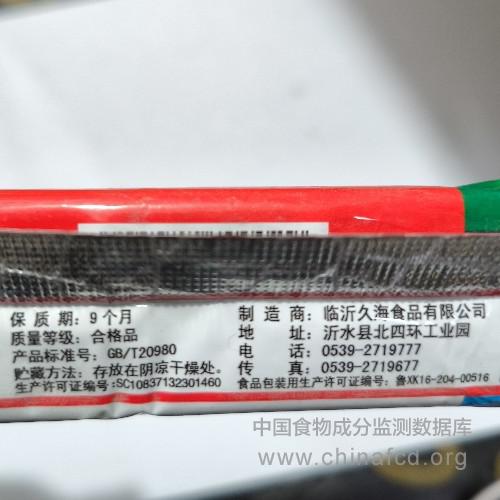 保质期:9个月
质量等级:合格品
产品标准号:GB/T20980
贮藏方法:存放在阴凉干燥处。
生产许可证编号:SC10837132301460
制造商:临沂久海食品有限公司
地址:沂水县北四环工业园
电话:0539-2719777
传真:0539-2719677
食品包装用生产许可证编号:鲁XK16-204-00516
中国食物成分监测数据库
www.chinafcd.org